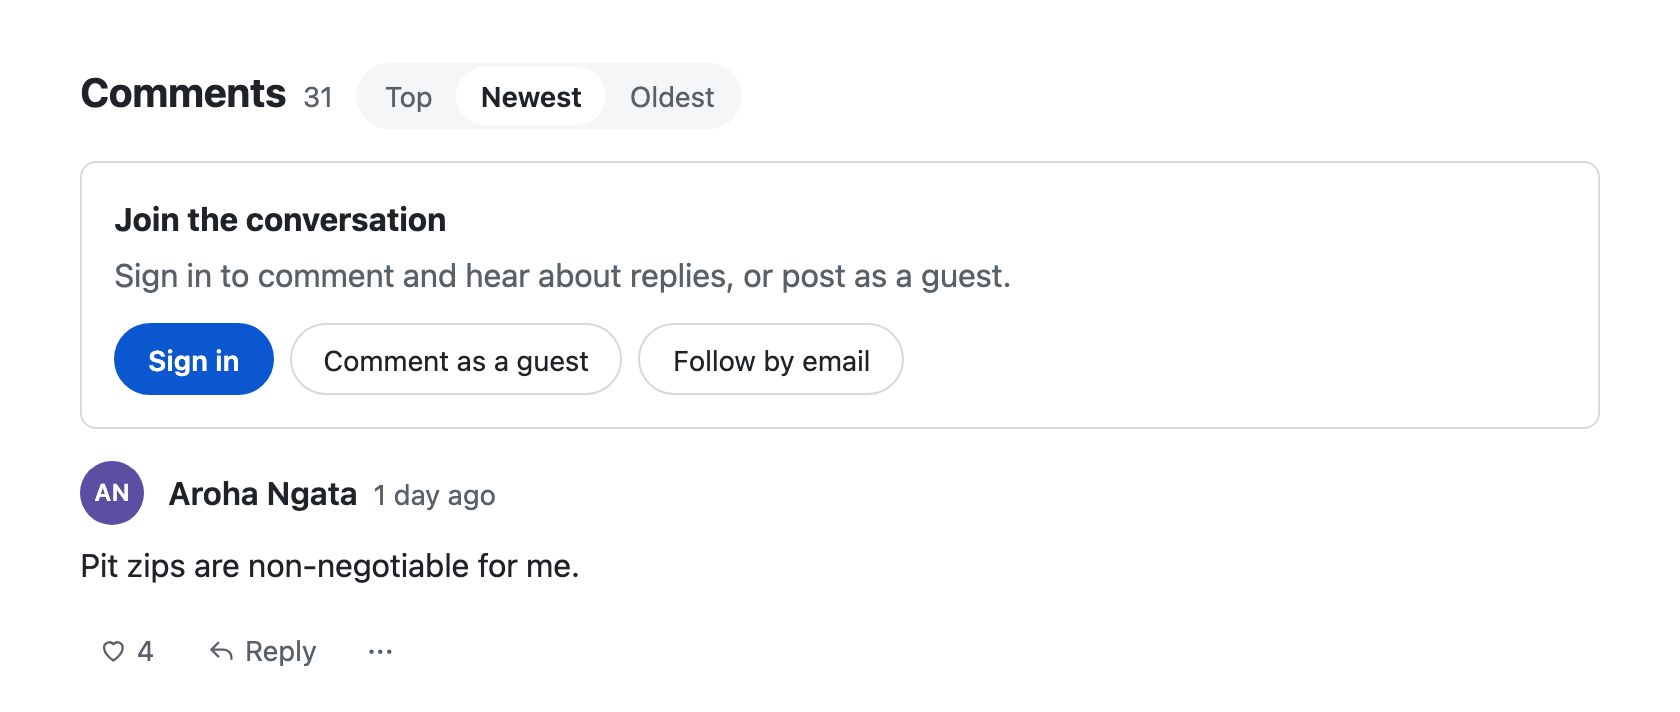 Comments 31 Top Newest Oldest
Join the conversation
Sign in to comment and hear about replies, or post as a guest.
Sign in Comment as a guest Follow by email
AN Aroha Ngata 1 day ago
Pit zips are non-negotiable for me.
4 Reply ...